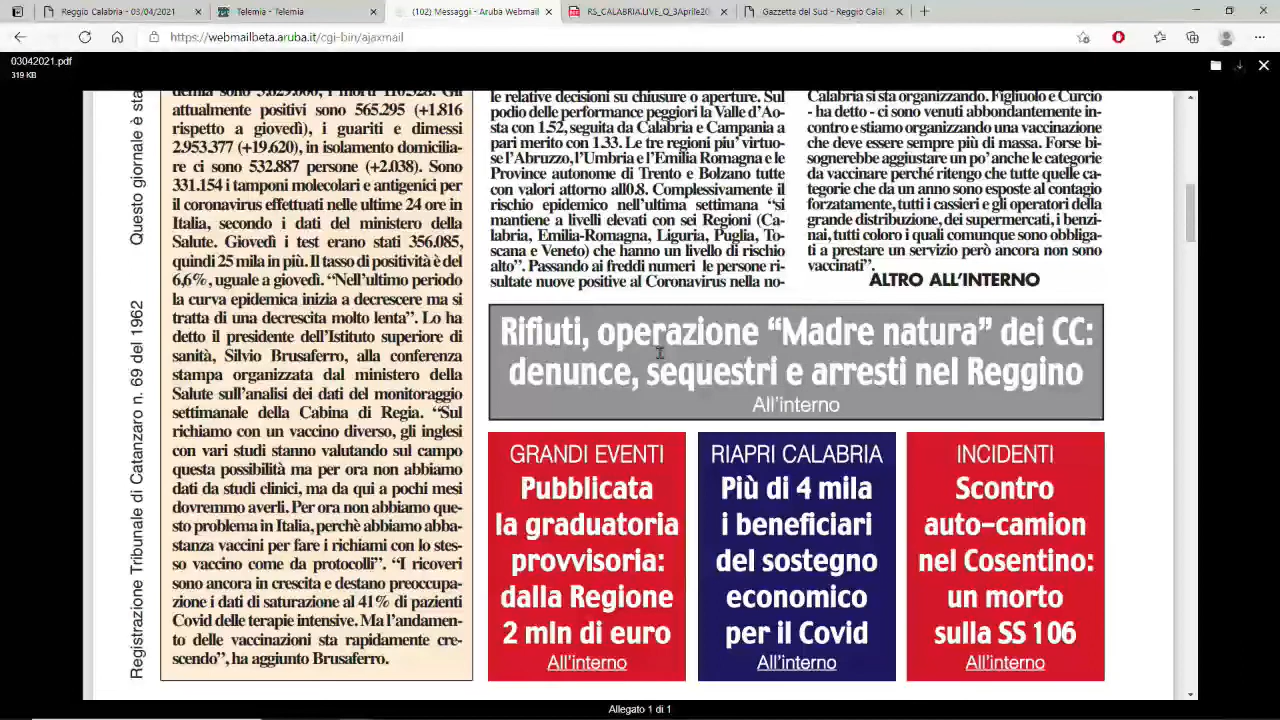 Reggio Calabria - 03/04/2021
Telemia - Telemia
(102) Messaggi - Aruba Webmail
RS_CALABRIA.LIVE_Q_3Aprile20
Gazzetta del Sud - Reggio Calal
https://webmailbeta.aruba.it/cgi-bin/ajaxmail
03042021.pdf
319 KB
Registrazione Tribunale di Catanzaro n. 69 del 1962
Questo giornale è sta
attualmente positivi sono 565.295 (+1.816
rispetto a giovedì), i guariti e dimessi
2.953.377 (+19.620), in isolamento domicilia-
re ci sono 532.887 persone (+2.038). Sono
331.154 i tamponi molecolari e antigenici per
il coronavirus effettuati nelle ultime 24 ore in
Italia, secondo i dati del ministero della
Salute. Giovedì i test erano stati 356.085,
quindi 25 mila in più. Il tasso di positività è del
6,6%, uguale a giovedì. “Nell’ultimo periodo
la curva epidemica inizia a decrescere ma si
tratta di una decrescita molto lenta”. Lo ha
detto il presidente dell’Istituto superiore di
sanità, Silvio Brusaferro, alla conferenza
stampa organizzata dal ministero della
Salute sull’analisi dei dati del monitoraggio
settimanale della Cabina di Regia. “Sul
richiamo con un vaccino diverso, gli inglesi
con vari studi stanno valutando sul campo
questa possibilità ma per ora non abbiamo
dati da studi clinici, ma da qui a pochi mesi
dovremmo averli. Per ora non abbiamo que-
sto problema in Italia, perchè abbiamo abba-
stanza vaccini per fare i richiami con lo stes-
so vaccino come da protocolli”. “I ricoveri
sono ancora in crescita e destano preoccupa-
zione i dati di saturazione al 41% di pazienti
Covid delle terapie intensive. Ma l’andamen-
to delle vaccinazioni sta rapidamente cre-
scendo”, ha aggiunto Brusaferro.
le relative decisioni su chiusure o aperture. Sul
podio delle performance peggiori la Valle d’Ao-
sta con 1.52, seguita da Calabria e Campania a
pari merito con 1.33. Le tre regioni piu’ virtuo-
se l’Abruzzo, l’Umbria e l’Emilia Romagna e le
Province autonome di Trento e Bolzano tutte
con valori attorno all0.8. Complessivamente il
rischio epidemico nell’ultima settimana “si
mantiene a livelli elevati con sei Regioni (Ca-
labria, Emilia-Romagna, Liguria, Puglia, To-
scana e Veneto) che hanno un livello di rischio
alto”. Passando ai freddi numeri le persone ri-
sultate nuove positive al Coronavirus nella no-
Calabria si sta organizzando. Figliuolo e Curcio
- ha detto - ci sono venuti abbondantemente in-
contro e stiamo organizzando una vaccinazione
che deve essere sempre più di massa. Forse bi-
sognerebbe aggiustare un po’ anche le categorie
da vaccinare perché ritengo che tutte quelle ca-
tegorie che da un anno sono esposte al contagio
forzatamente, tutti i cassieri e gli operatori della
grande distribuzione, dei supermercati, i benzi-
nai, tutti coloro i quali comunque sono obbliga-
ti a prestare un servizio però ancora non sono
vaccinati”.
ALTRO ALL’INTERNO
Rifiuti, operazione “Madre natura” dei CC:
denunce, sequestri e arresti nel Reggino
All’interno
GRANDI EVENTI
Pubblicata
la graduatoria
provvisoria:
dalla Regione
2 mln di euro
All’interno
RIAPRI CALABRIA
Più di 4 mila
i beneficiari
del sostegno
economico
per il Covid
All’interno
INCIDENTI
Scontro
auto-camion
nel Cosentino:
un morto
sulla SS 106
All’interno
Allegato 1 di 1